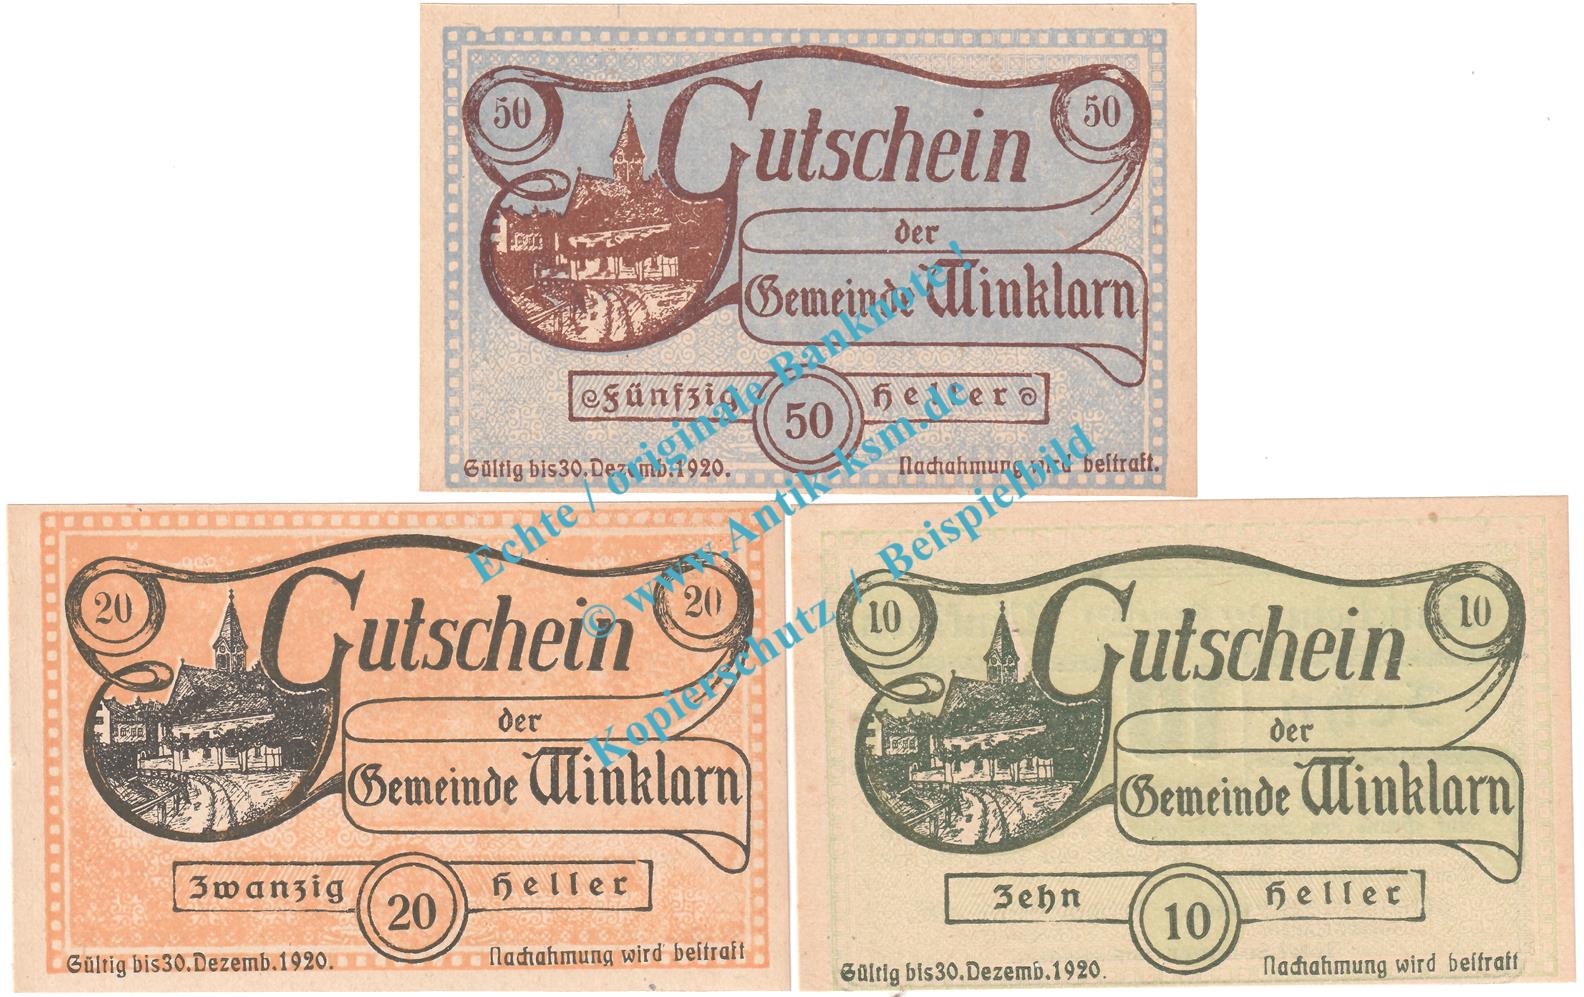 50
50
Gutschein
der
Gemeinde Winklarn
Fünfzig 50 Heller
Gültig bis 30. Dezemb. 1920.
Nachahmung wird bestraft.
20
20
Gutschein
der
Gemeinde Winklarn
Zwanzig 20 Heller
Gültig bis 30. Dezemb. 1920.
Nachahmung wird bestraft
10
10
Gutschein
der
Gemeinde Winklarn
Zehn 10 Heller
Gültig bis 30. Dezemb. 1920.
Nachahmung wird bestraft
Echte / originale Banknote !
© www.Antik-ksm.de
Kopierschutz / Beispielbild